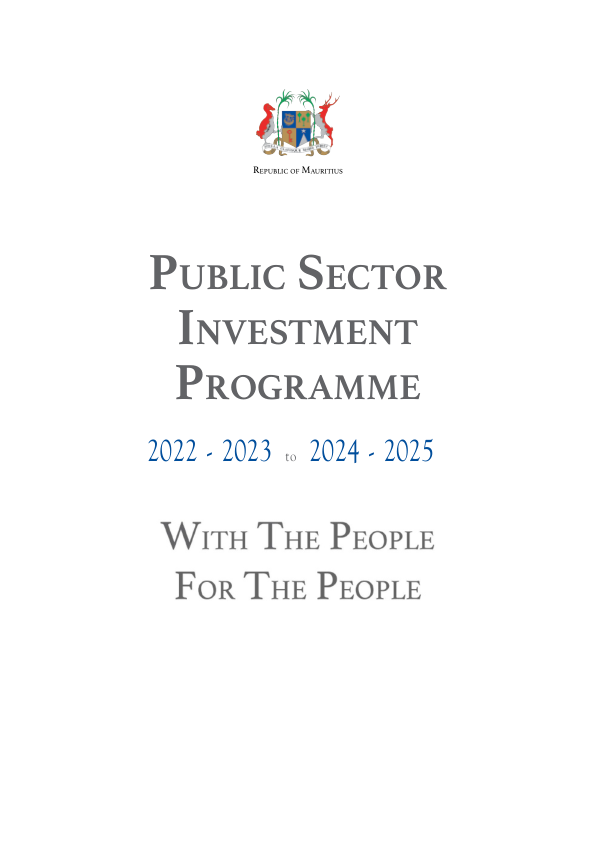 Republic of Mauritius
Public Sector
Investment
Programme
2022 - 2023 to 2024 - 2025
With The People
For The People